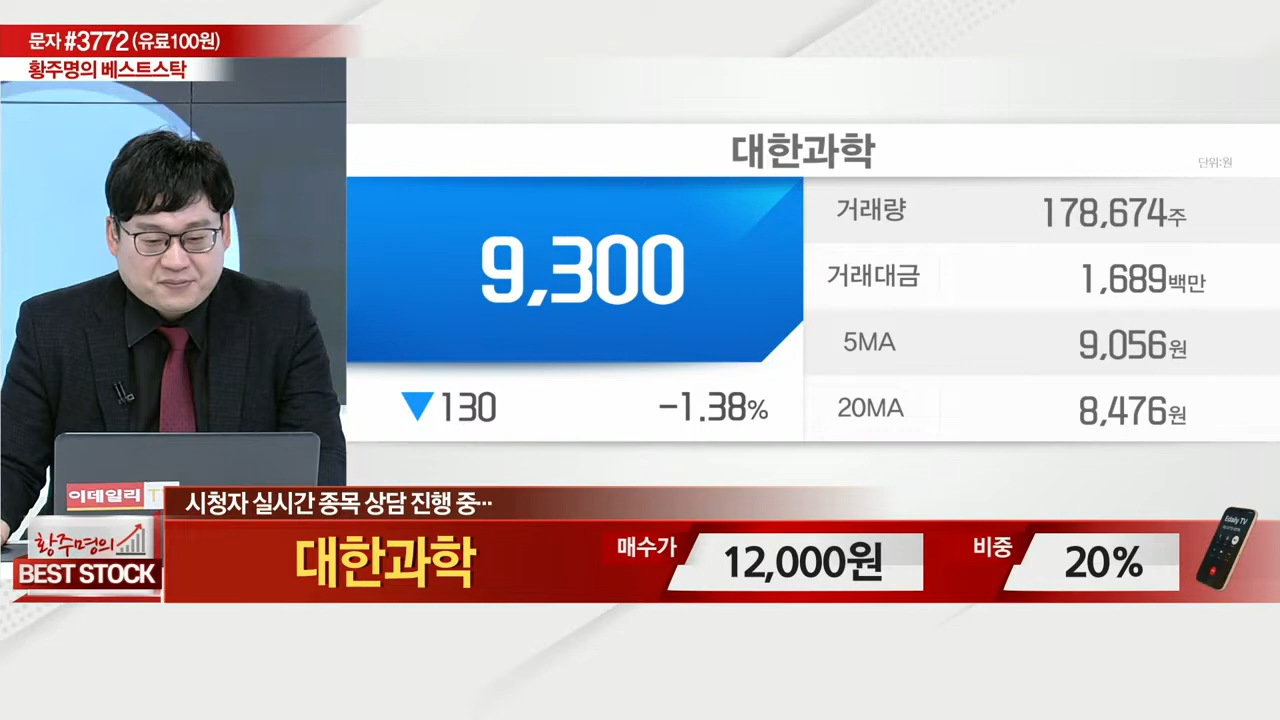 문자 #3772 (유료100원)
황주명의 베스트스탁
대한과학
단위:원
9,300
▼130 -1.38%
거래량 178,674주
거래대금 1,689백만
5MA 9,056원
20MA 8,476원
이데일리 T
시청자 실시간 종목 상담 진행 중...
황주명의
BEST STOCK
대한과학
매수가 12,000원
비중 20%
Edaily TV